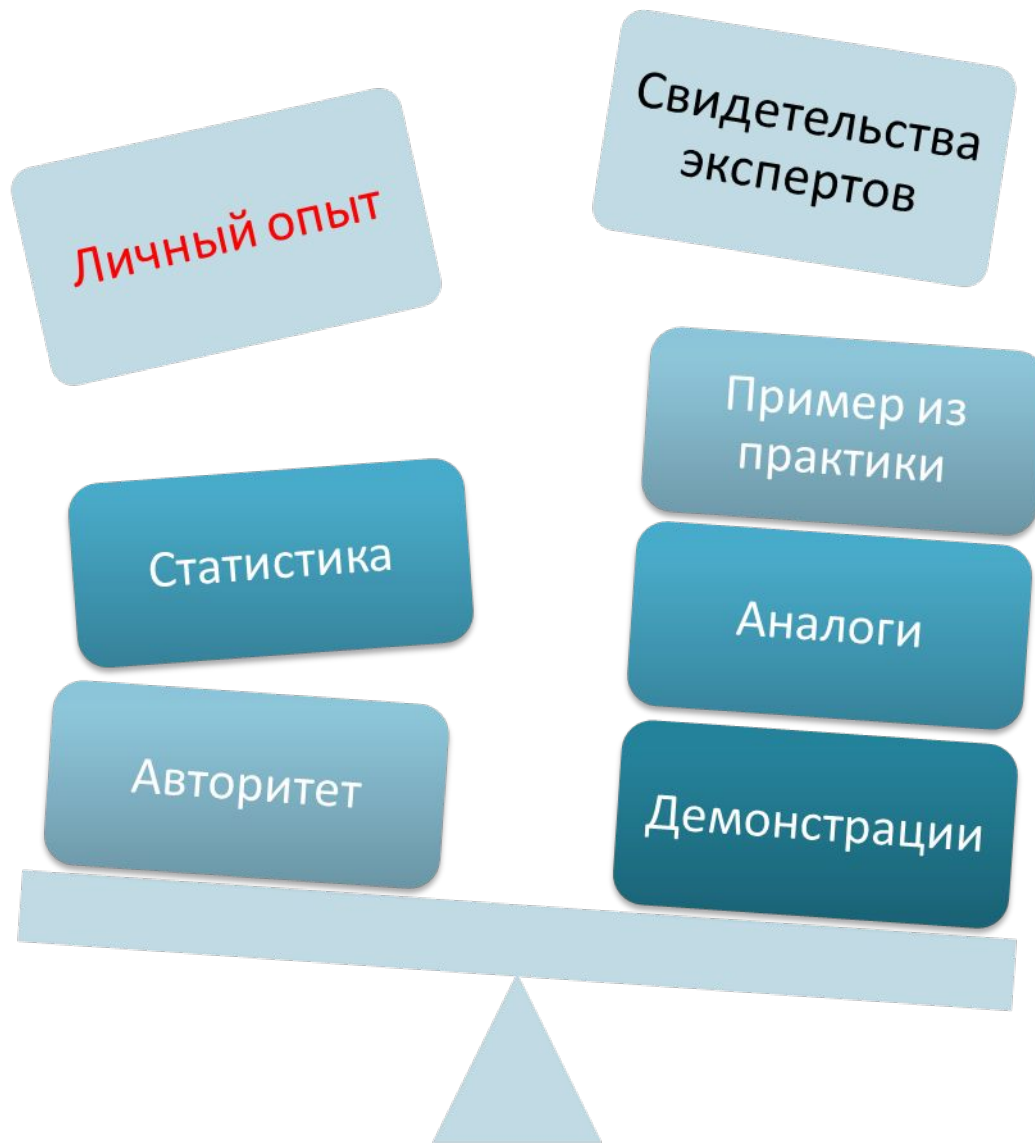 Личный опыт
Статистика
Авторитет
Свидетельства
экспертов
Пример из
практики
Аналоги
Демонстрации